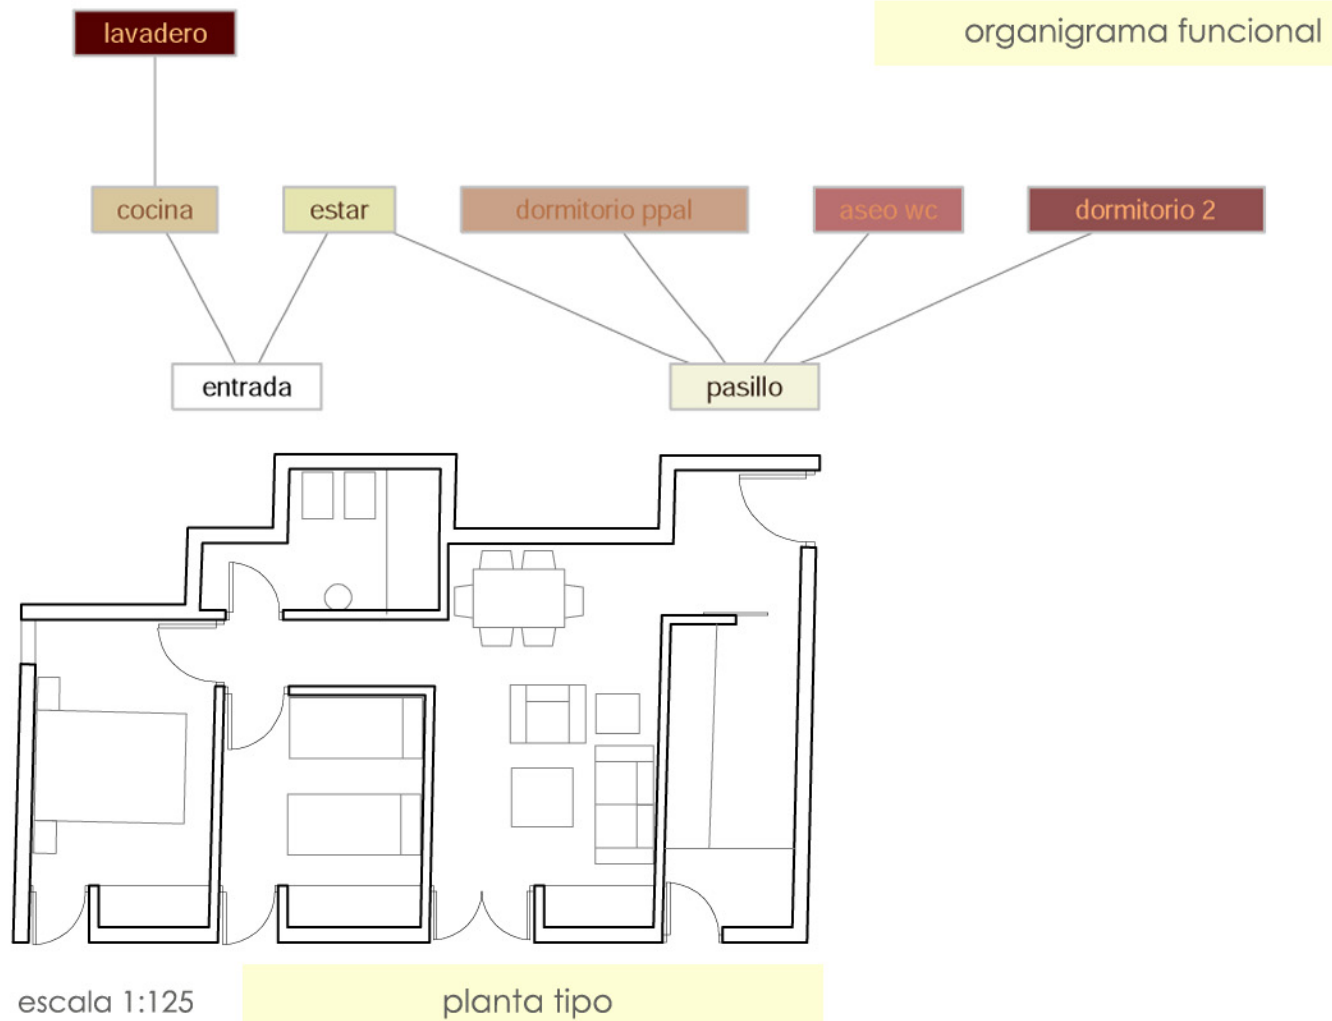 lavadero
organigrama funcional
cocina
estar
dormitorio ppal
aseo wc
dormitorio 2
entrada
pasillo
escala 1:125
planta tipo